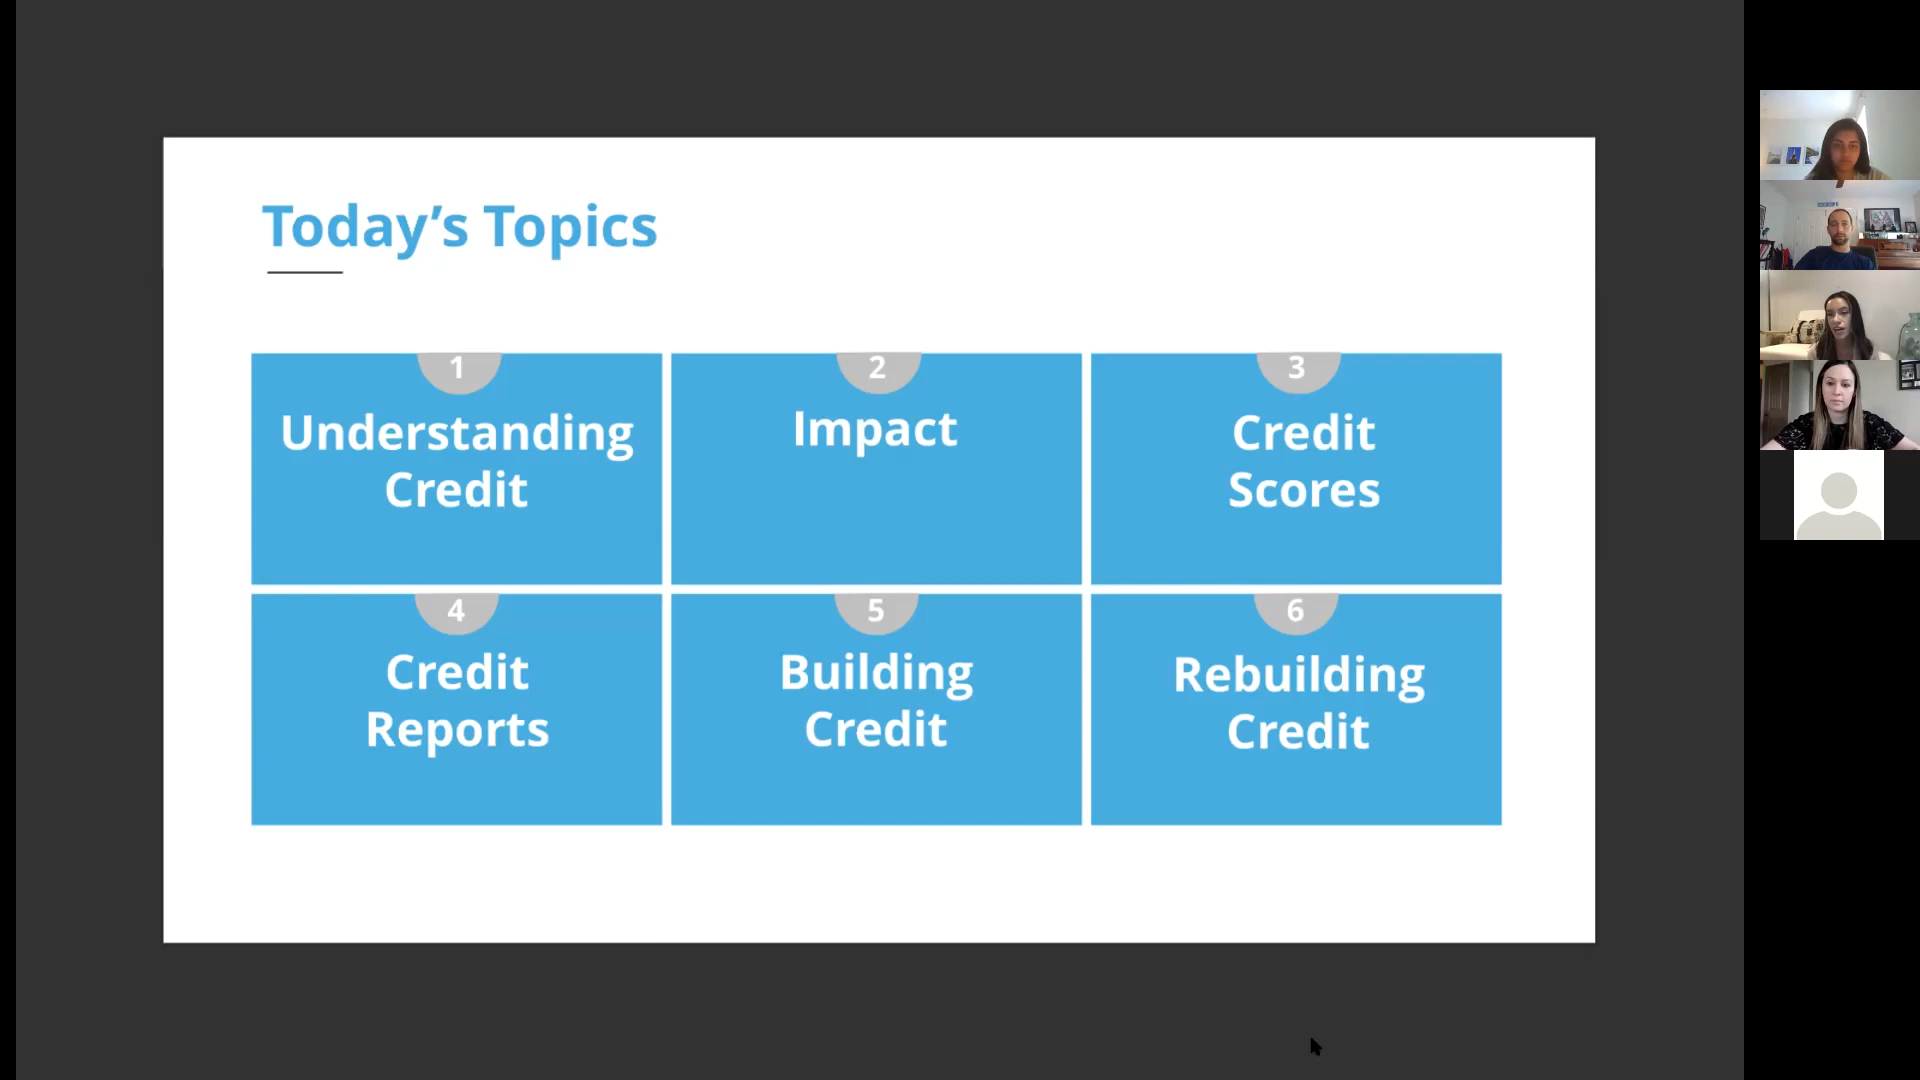 Today’s Topics
1
Understanding
Credit
2
Impact
3
Credit
Scores
4
Credit
Reports
5
Building
Credit
6
Rebuilding
Credit